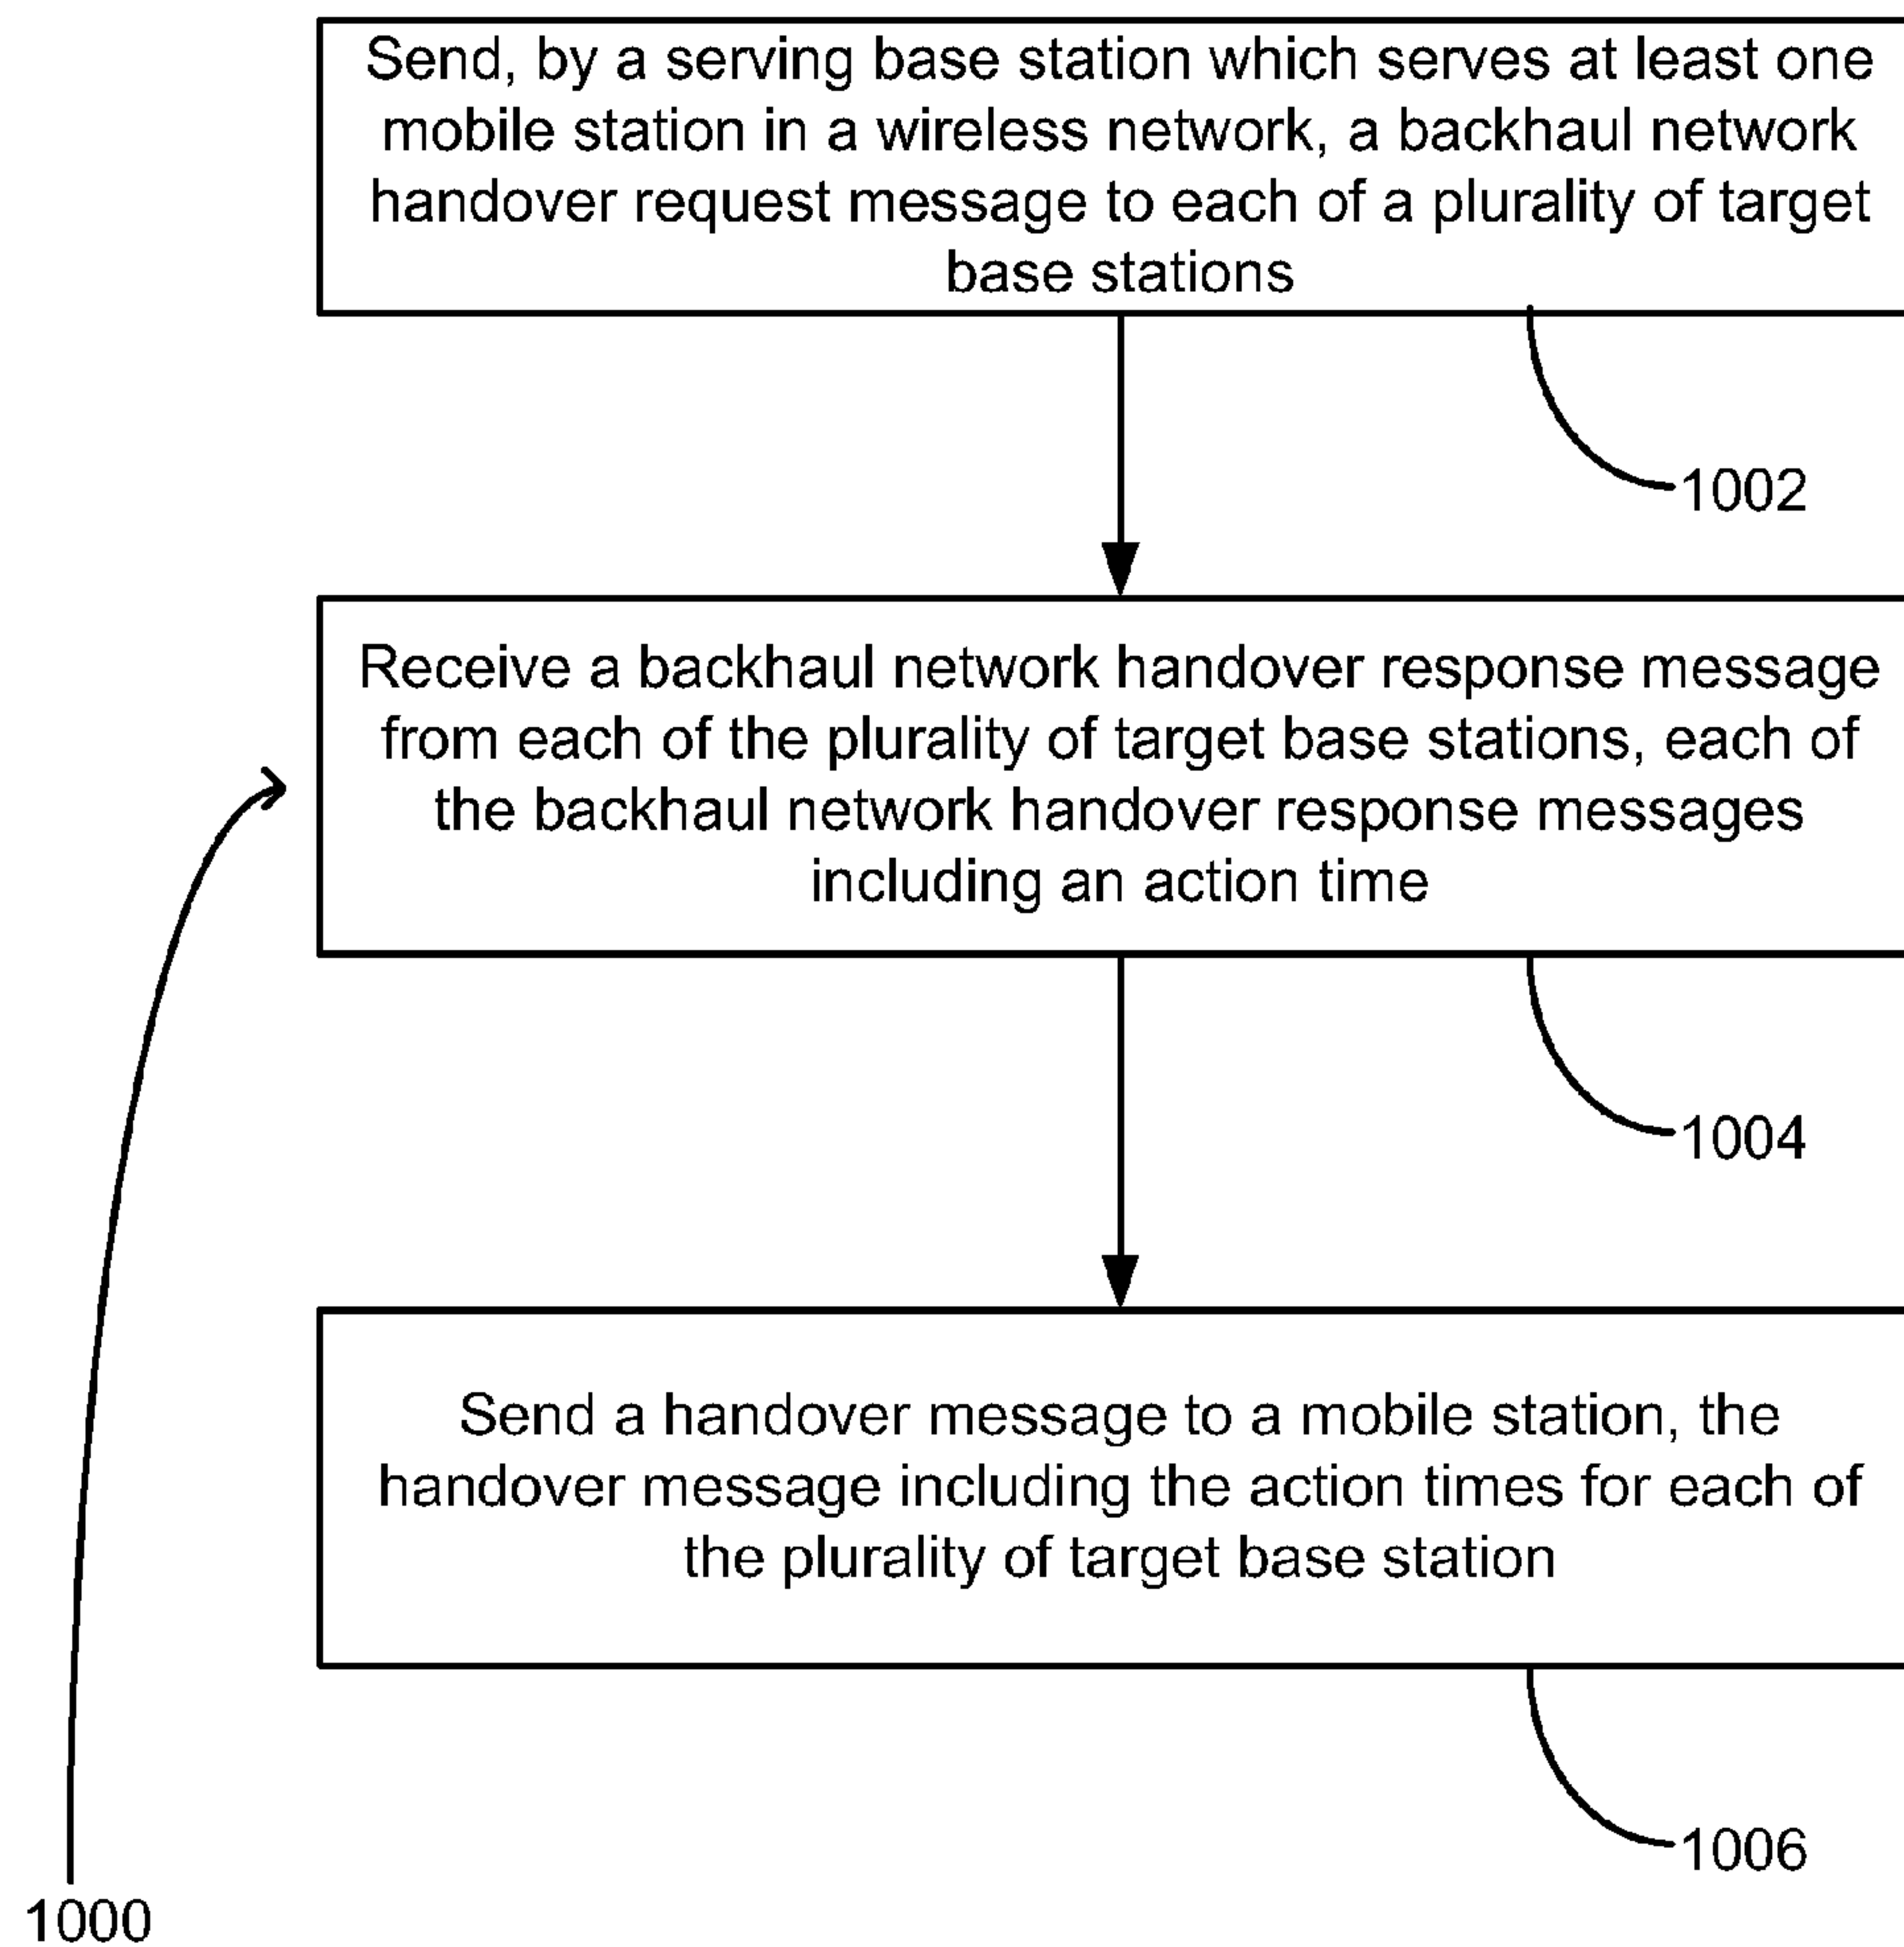 Send, by a serving base station which serves at least one
mobile station in a wireless network, a backhaul network
handover request message to each of a plurality of target
base stations
1002
Receive a backhaul network handover response message
from each of the plurality of target base stations, each of
the backhaul network handover response messages
including an action time
1004
Send a handover message to a mobile station, the
handover message including the action times for each of
the plurality of target base station
1006
1000